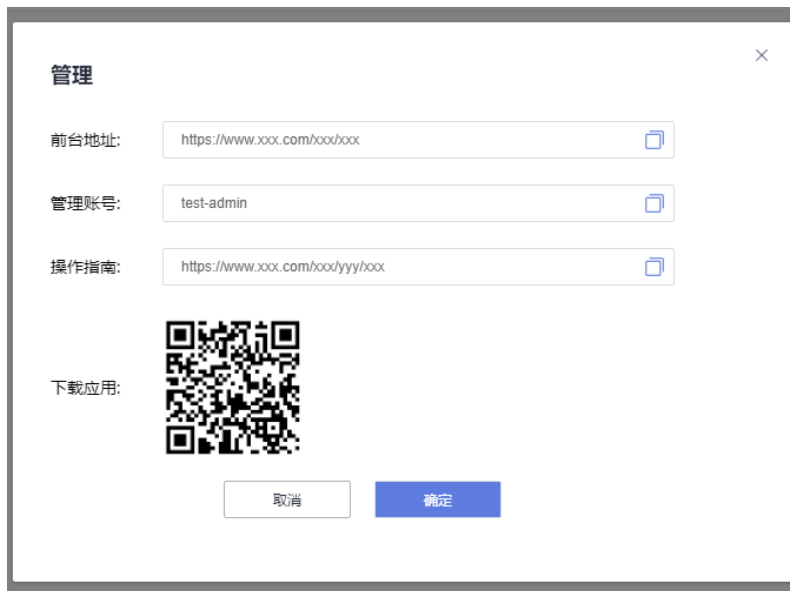 管理
前台地址: https://www.xxx.com/xxx/xxx
管理账号: test-admin
操作指南: https://www.xxx.com/xxx/yyy/xxx
下载应用:
取消 确定